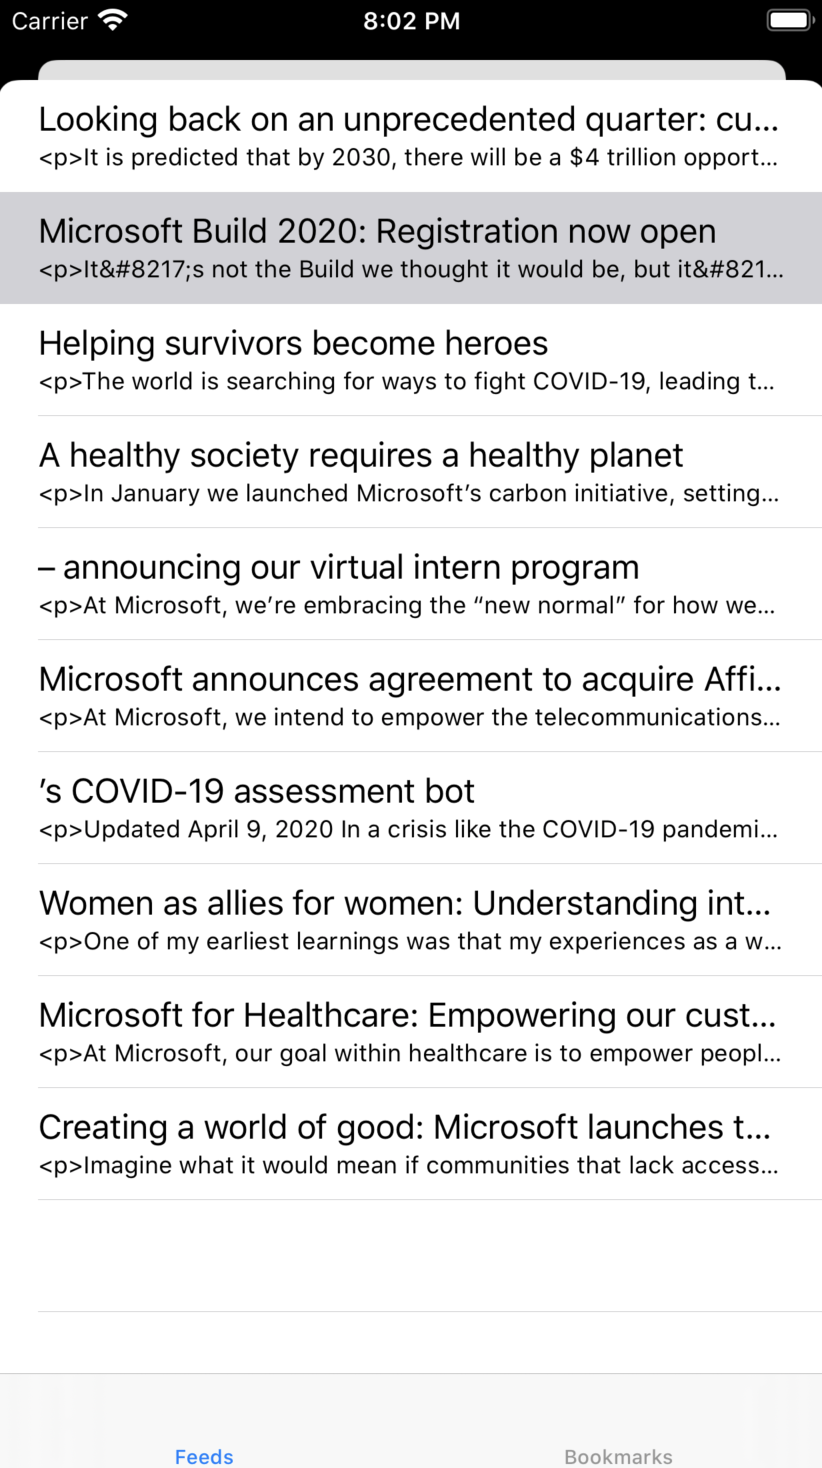 Carrier 8:02 PM
Looking back on an unprecedented quarter: cu...
<p>It is predicted that by 2030, there will be a $4 trillion opport...
Microsoft Build 2020: Registration now open
<p>It&#8217;s not the Build we thought it would be, but it&#821...
Helping survivors become heroes
<p>The world is searching for ways to fight COVID-19, leading t...
A healthy society requires a healthy planet
<p>In January we launched Microsoft’s carbon initiative, setting...
– announcing our virtual intern program
<p>At Microsoft, we’re embracing the “new normal” for how we...
Microsoft announces agreement to acquire Affi...
<p>At Microsoft, we intend to empower the telecommunications...
’s COVID-19 assessment bot
<p>Updated April 9, 2020 In a crisis like the COVID-19 pandemi...
Women as allies for women: Understanding int...
<p>One of my earliest learnings was that my experiences as a w...
Microsoft for Healthcare: Empowering our cust...
<p>At Microsoft, our goal within healthcare is to empower peopl...
Creating a world of good: Microsoft launches t...
<p>Imagine what it would mean if communities that lack access...
Feeds Bookmarks